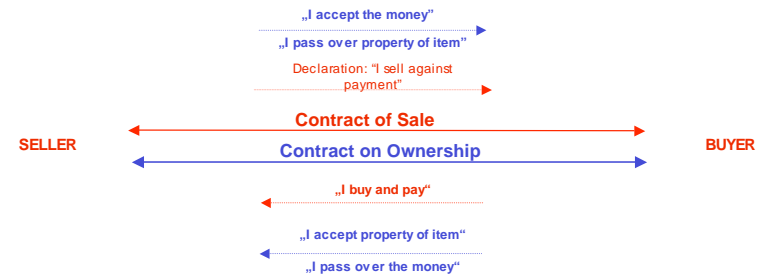 „I accept the money”
„I pass over property of item”
Declaration: “I sell against
payment”
Contract of Sale
SELLER
BUYER
Contract on Ownership
„I buy and pay“
„I accept property of item“
„I pass over the money“